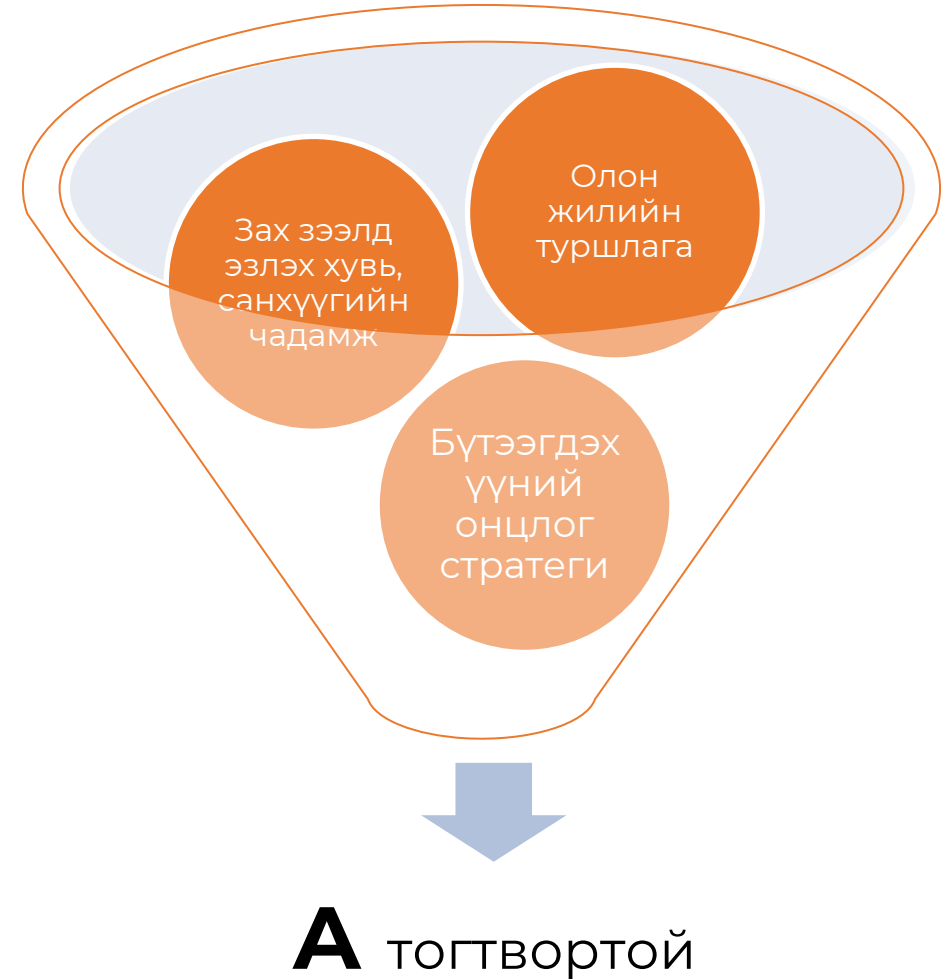 Олон
жилийн
туршлага
Зах зээлд
эзлэх хувь,
санхүүгийн
чадамж
Бүтээгдэх
үүний
онцлог
стратеги
А тогтвортой